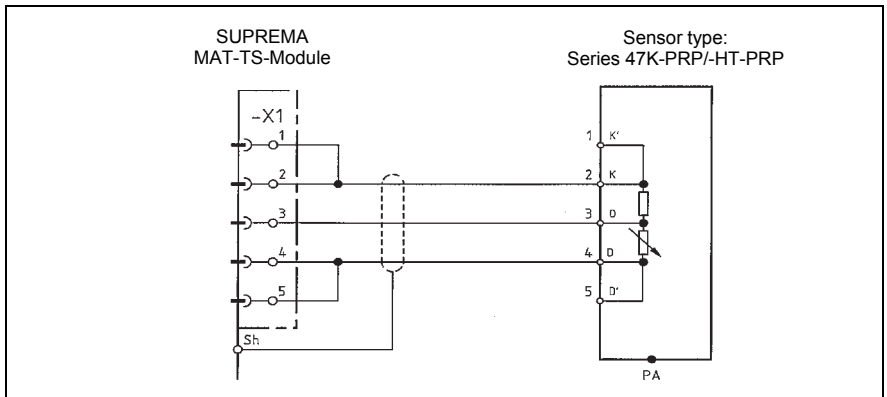 SUPREMA
MAT-TS-Module
Sensor type:
Series 47K-PRP/-HT-PRP
-X1
1
2
3
4
5
Sh
1 K'
2 K
3 O
4 D
5 D'
PA